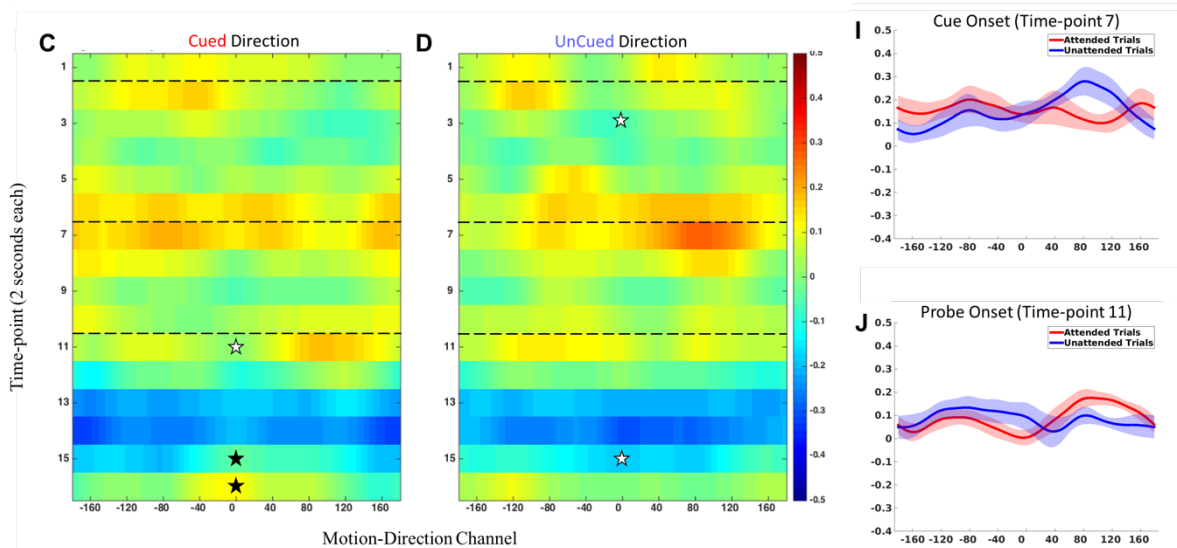 C
Cued Direction
D
UnCued Direction
Time-point (2 seconds each)
1
3
5
7
9
11
13
15
-160 -120 -80 -40 0 40 80 120 160
-160 -120 -80 -40 0 40 80 120 160
0.5
0.4
0.3
0.2
0.1
0
-0.1
-0.2
-0.3
-0.4
-0.5
1
3
5
7
9
11
13
15
Motion-Direction Channel
I
Cue Onset (Time-point 7)
Attended Trials
Unattended Trials
0.5
0.4
0.3
0.2
0.1
0
-0.1
-0.2
-0.3
-0.4
-160 -120 -80 -40 0 40 80 120 160
J
Probe Onset (Time-point 11)
Attended Trials
Unattended Trials
0.5
0.4
0.3
0.2
0.1
0
-0.1
-0.2
-0.3
-0.4
-160 -120 -80 -40 0 40 80 120 160